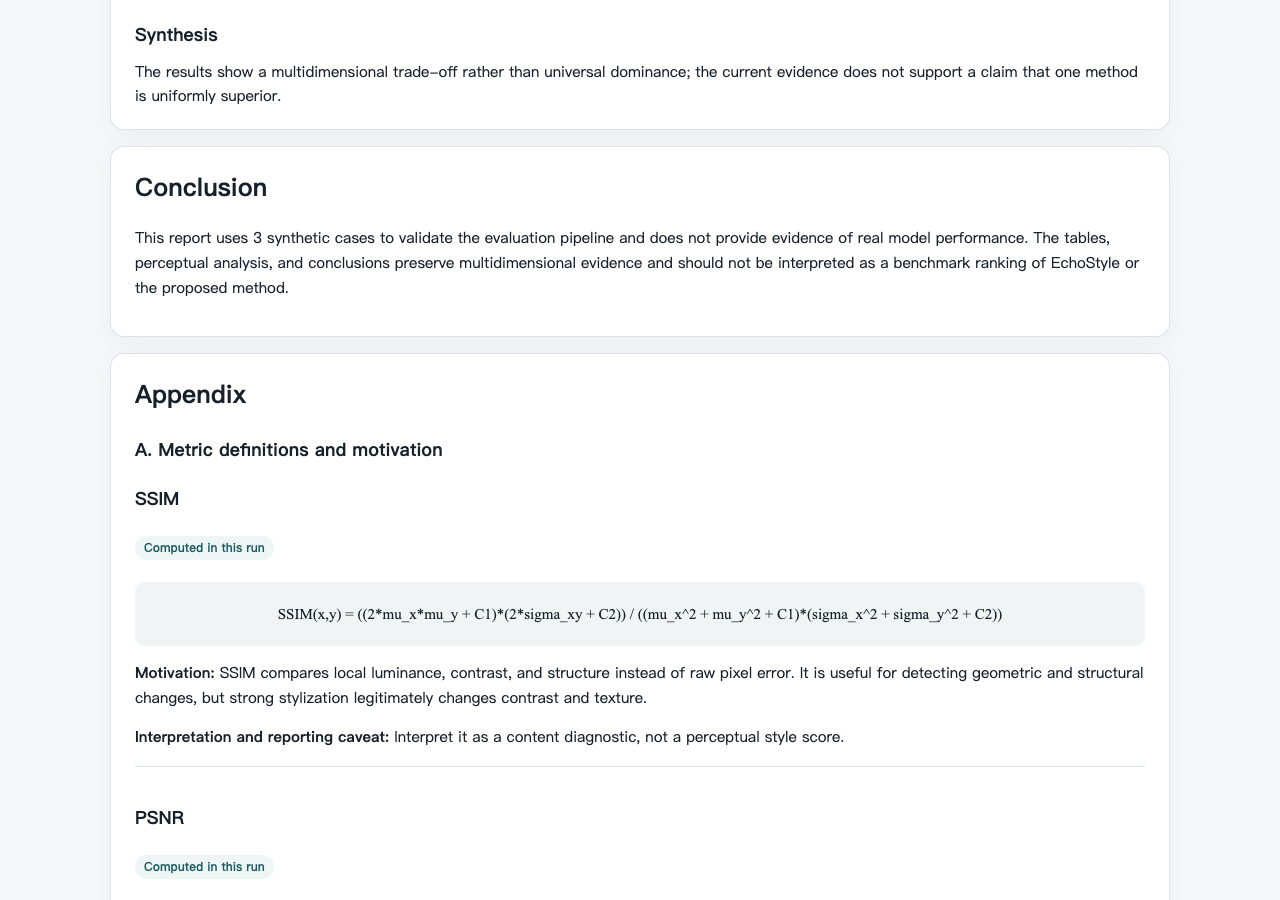 Synthesis
The results show a multidimensional trade-off rather than universal dominance; the current evidence does not support a claim that one method
is uniformly superior.
Conclusion
This report uses 3 synthetic cases to validate the evaluation pipeline and does not provide evidence of real model performance. The tables,
perceptual analysis, and conclusions preserve multidimensional evidence and should not be interpreted as a benchmark ranking of EchoStyle or
the proposed method.
Appendix
A. Metric definitions and motivation
SSIM
Computed in this run
SSIM(x,y) = ((2*mu_x*mu_y + C1)*(2*sigma_xy + C2)) / ((mu_x^2 + mu_y^2 + C1)*(sigma_x^2 + sigma_y^2 + C2))
Motivation: SSIM compares local luminance, contrast, and structure instead of raw pixel error. It is useful for detecting geometric and structural
changes, but strong stylization legitimately changes contrast and texture.
Interpretation and reporting caveat: Interpret it as a content diagnostic, not a perceptual style score.
PSNR
Computed in this run